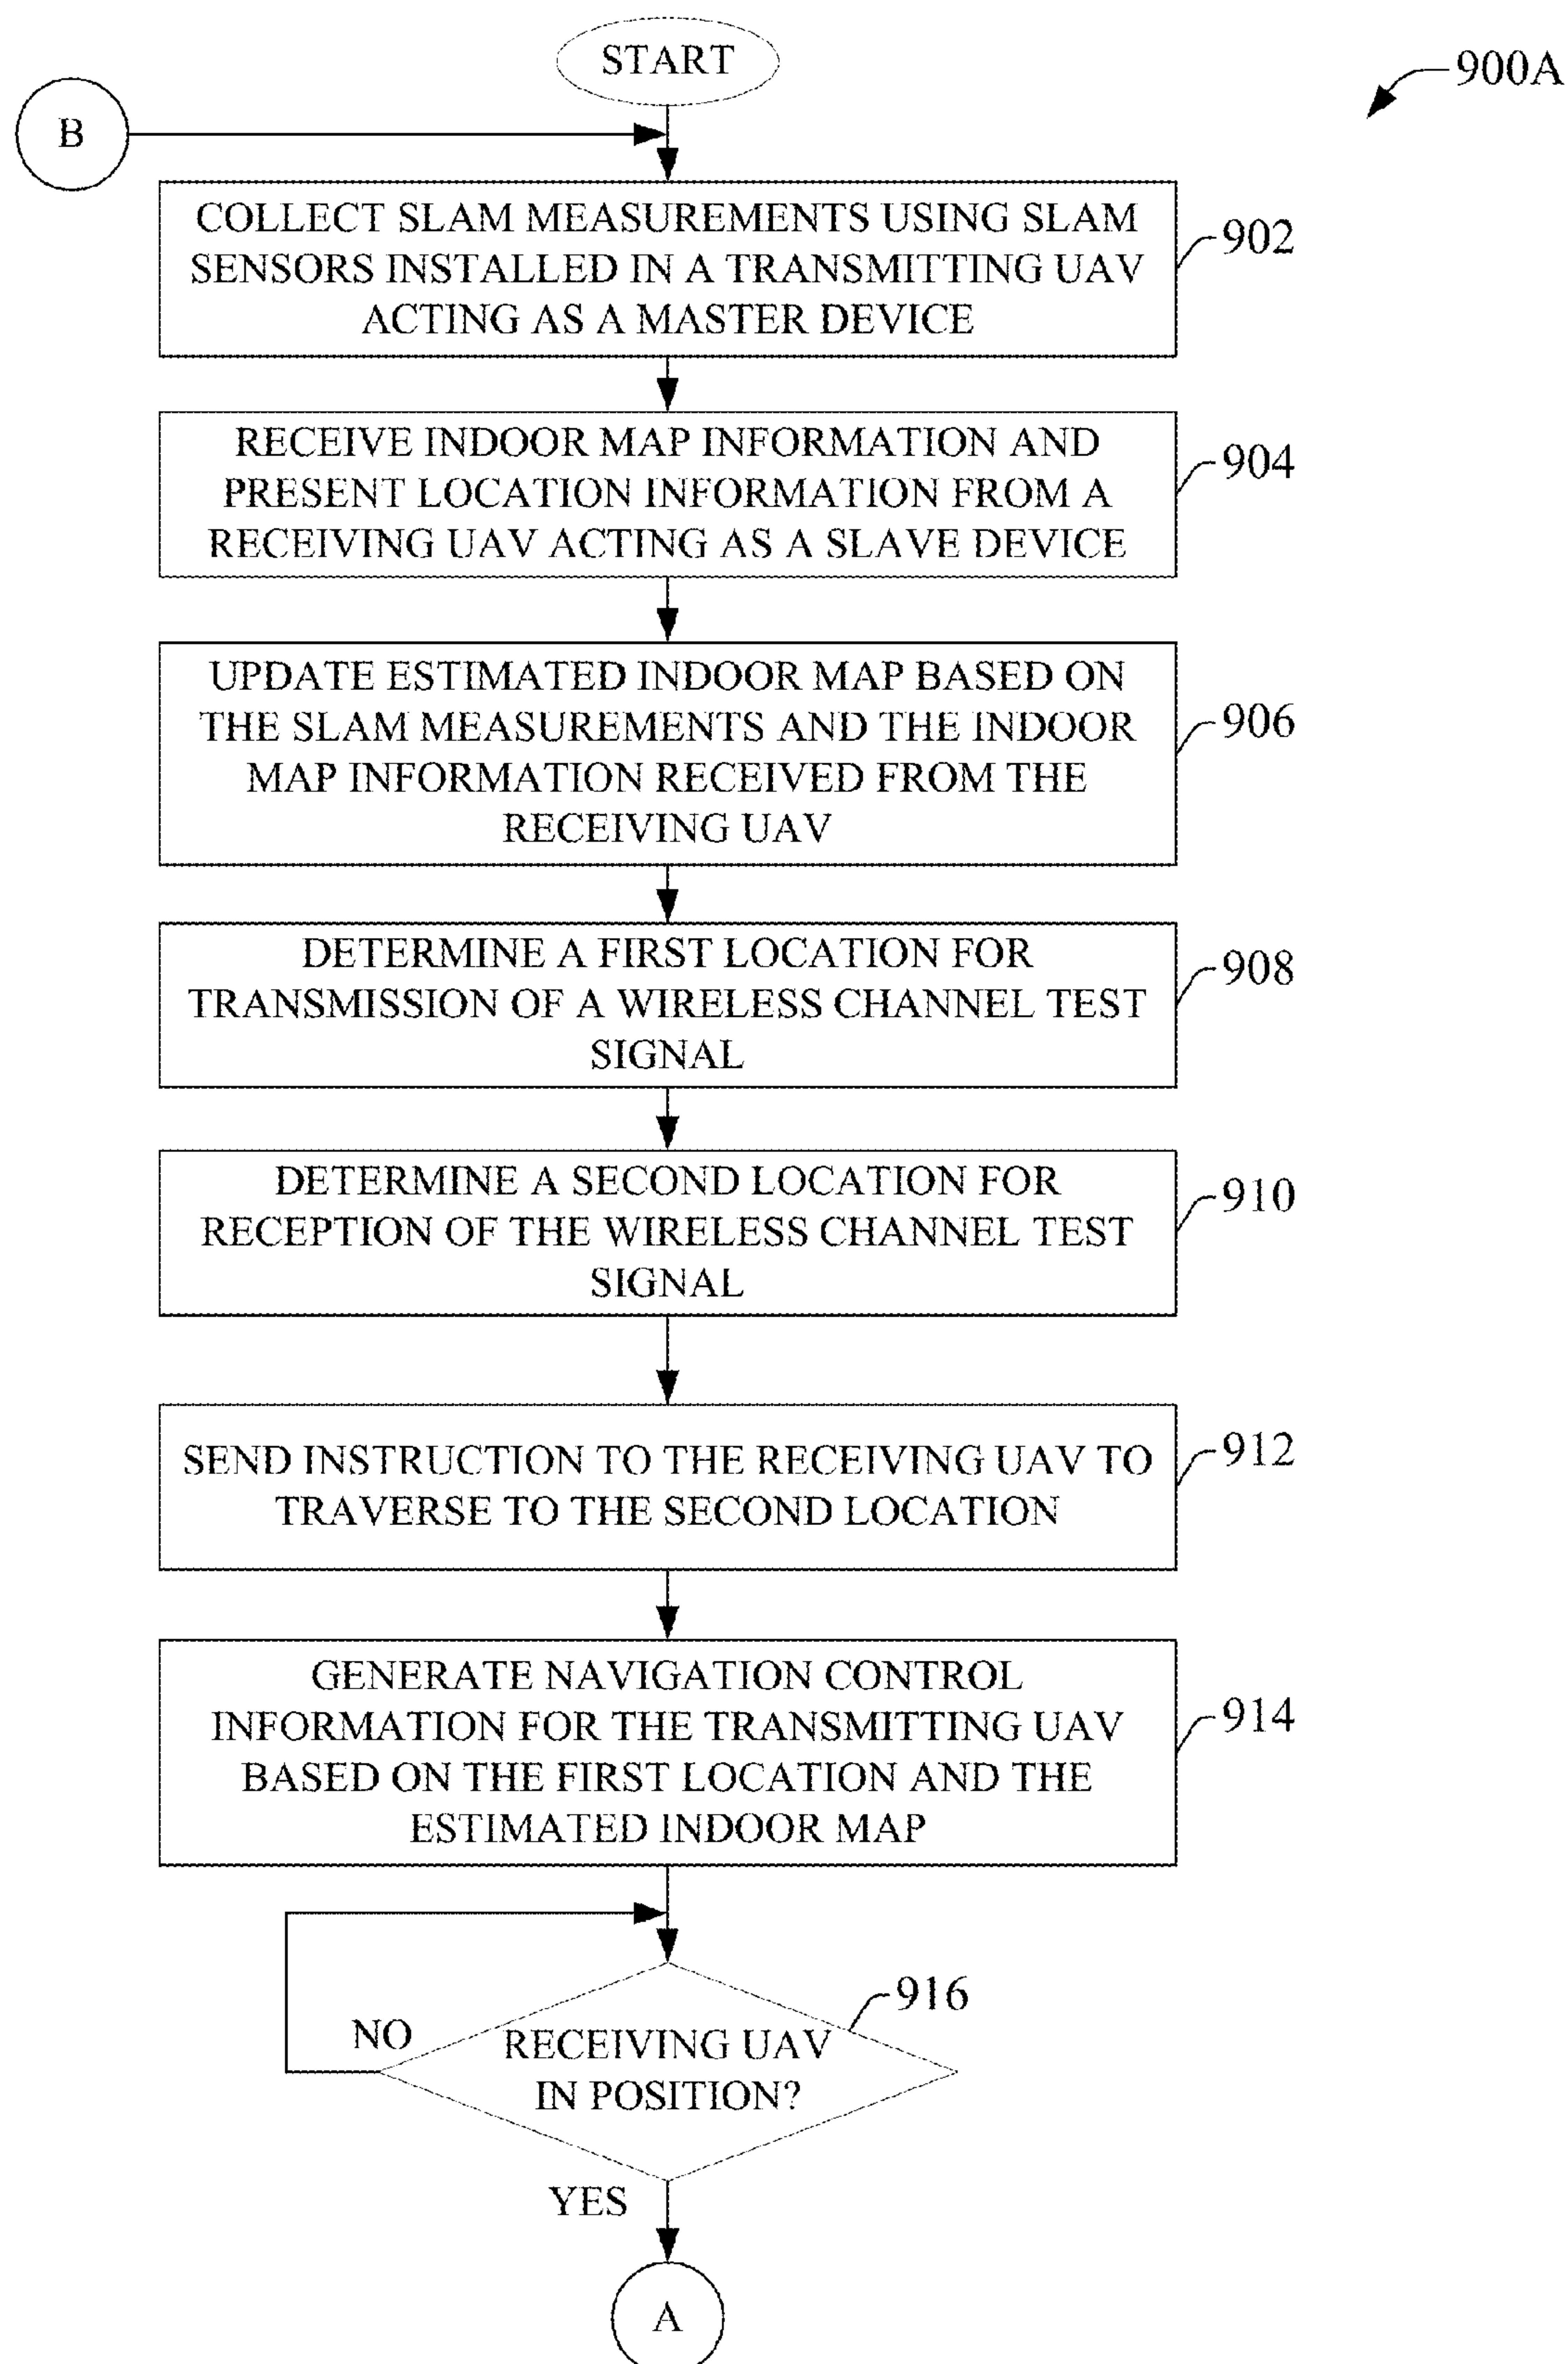 START
900A
B
COLLECT SLAM MEASUREMENTS USING SLAM
SENSORS INSTALLED IN A TRANSMITTING UAV
ACTING AS A MASTER DEVICE
902
RECEIVE INDOOR MAP INFORMATION AND
PRESENT LOCATION INFORMATION FROM A
RECEIVING UAV ACTING AS A SLAVE DEVICE
904
UPDATE ESTIMATED INDOOR MAP BASED ON
THE SLAM MEASUREMENTS AND THE INDOOR
MAP INFORMATION RECEIVED FROM THE
RECEIVING UAV
906
DETERMINE A FIRST LOCATION FOR
TRANSMISSION OF A WIRELESS CHANNEL TEST
SIGNAL
908
DETERMINE A SECOND LOCATION FOR
RECEPTION OF THE WIRELESS CHANNEL TEST
SIGNAL
910
SEND INSTRUCTION TO THE RECEIVING UAV TO
TRAVERSE TO THE SECOND LOCATION
912
GENERATE NAVIGATION CONTROL
INFORMATION FOR THE TRANSMITTING UAV
BASED ON THE FIRST LOCATION AND THE
ESTIMATED INDOOR MAP
914
916
NO
RECEIVING UAV
IN POSITION?
YES
A